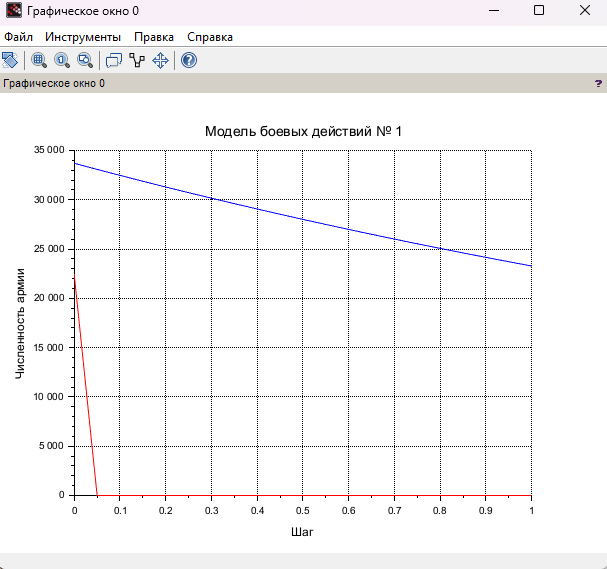 Графическое окно 0
Файл Инструменты Правка Справка
Графическое окно 0
?
Модель боевых действий № 1
35 000
30 000
25 000
20 000
15 000
10 000
5 000
0
Численность армии
0 0.1 0.2 0.3 0.4 0.5 0.6 0.7 0.8 0.9 1
Шаг